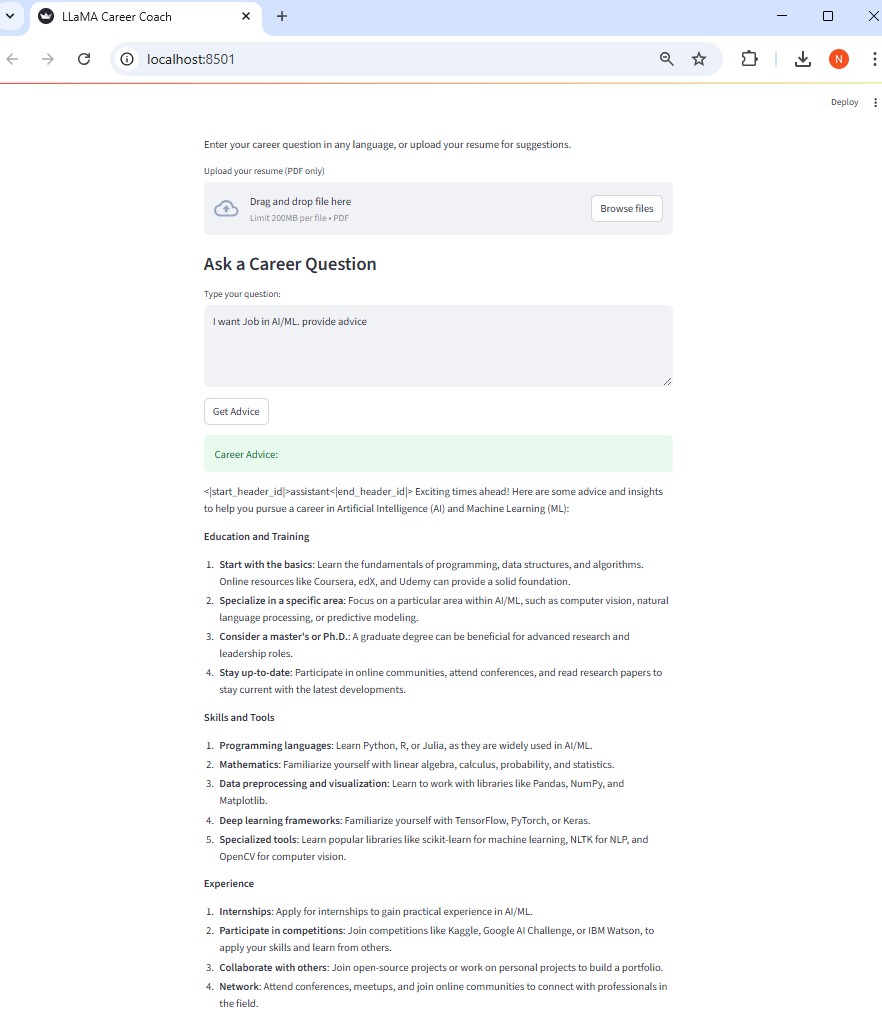 LLaMA Career Coach
localhost:8501
N
Deploy
Enter your career question in any language, or upload your resume for suggestions.
Upload your resume (PDF only)
Drag and drop file here
Limit 200MB per file • PDF
Browse files
Ask a Career Question
Type your question:
I want Job in AI/ML. provide advice
Get Advice
Career Advice:
<|start_header_id|>assistant<|end_header_id|> Exciting times ahead! Here are some advice and insights
to help you pursue a career in Artificial Intelligence (AI) and Machine Learning (ML):
Education and Training
1. Start with the basics: Learn the fundamentals of programming, data structures, and algorithms.
Online resources like Coursera, edX, and Udemy can provide a solid foundation.
2. Specialize in a specific area: Focus on a particular area within AI/ML, such as computer vision, natural
language processing, or predictive modeling.
3. Consider a master's or Ph.D.: A graduate degree can be beneficial for advanced research and
leadership roles.
4. Stay up-to-date: Participate in online communities, attend conferences, and read research papers to
stay current with the latest developments.
Skills and Tools
1. Programming languages: Learn Python, R, or Julia, as they are widely used in AI/ML.
2. Mathematics: Familiarize yourself with linear algebra, calculus, probability, and statistics.
3. Data preprocessing and visualization: Learn to work with libraries like Pandas, NumPy, and
Matplotlib.
4. Deep learning frameworks: Familiarize yourself with TensorFlow, PyTorch, or Keras.
5. Specialized tools: Learn popular libraries like scikit-learn for machine learning, NLTK for NLP, and
OpenCV for computer vision.
Experience
1. Internships: Apply for internships to gain practical experience in AI/ML.
2. Participate in competitions: Join competitions like Kaggle, Google AI Challenge, or IBM Watson, to
apply your skills and learn from others.
3. Collaborate with others: Join open-source projects or work on personal projects to build a portfolio.
4. Network: Attend conferences, meetups, and join online communities to connect with professionals in
the field.